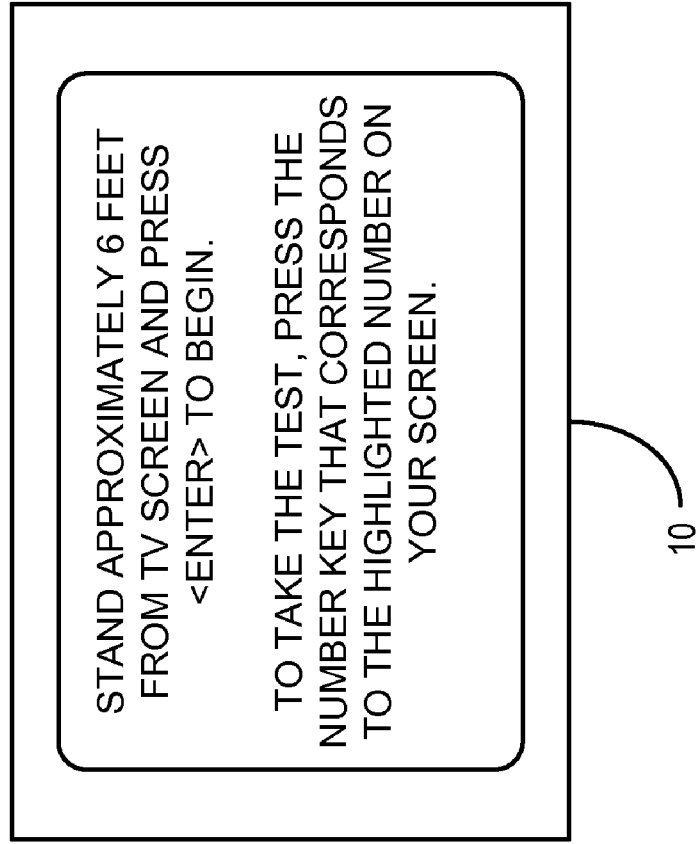 STAND APPROXIMATELY 6 FEET
FROM TV SCREEN AND PRESS
<ENTER> TO BEGIN.
TO TAKE THE TEST, PRESS THE
NUMBER KEY THAT CORRESPONDS
TO THE HIGHLIGHTED NUMBER ON
YOUR SCREEN.
10